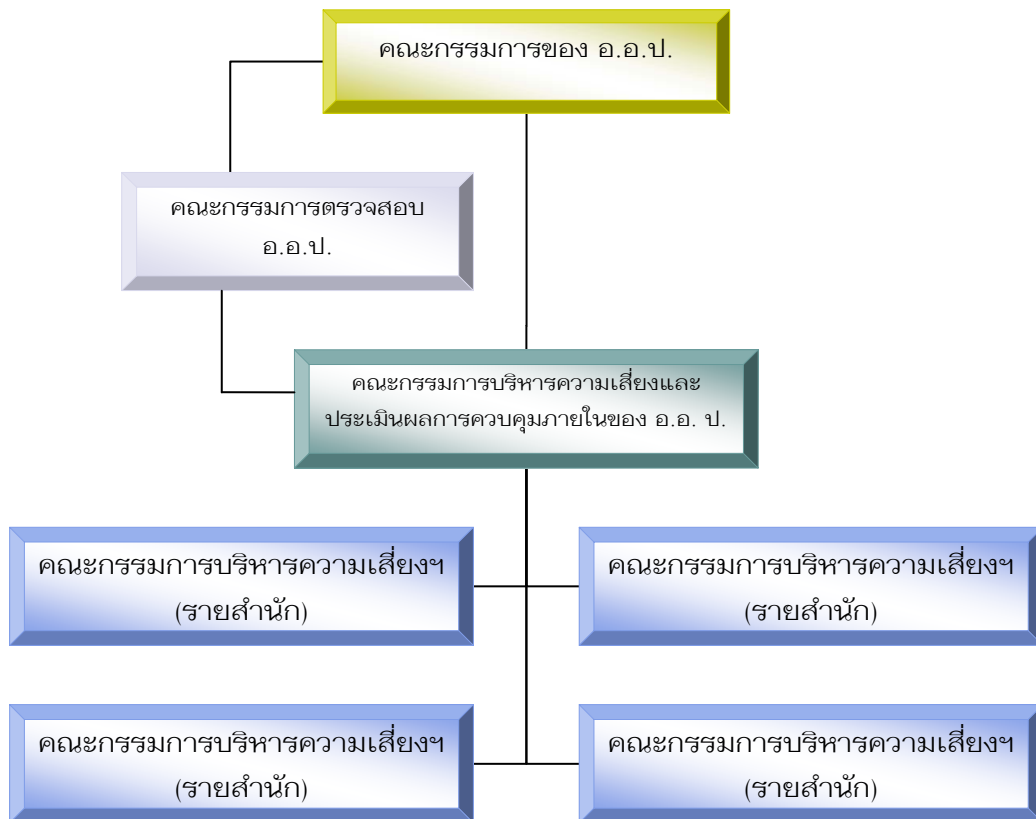 คณะกรรมการของ อ.อ.ป.
คณะกรรมการตรวจสอบ
อ.อ.ป.
คณะกรรมการบริหารความเสี่ยงและ
ประเมินผลการควบคุมภายในของ อ.อ. ป.
คณะกรรมการบริหารความเสี่ยงฯ
(รายสำนัก)
คณะกรรมการบริหารความเสี่ยงฯ
(รายสำนัก)
คณะกรรมการบริหารความเสี่ยงฯ
(รายสำนัก)
คณะกรรมการบริหารความเสี่ยงฯ
(รายสำนัก)